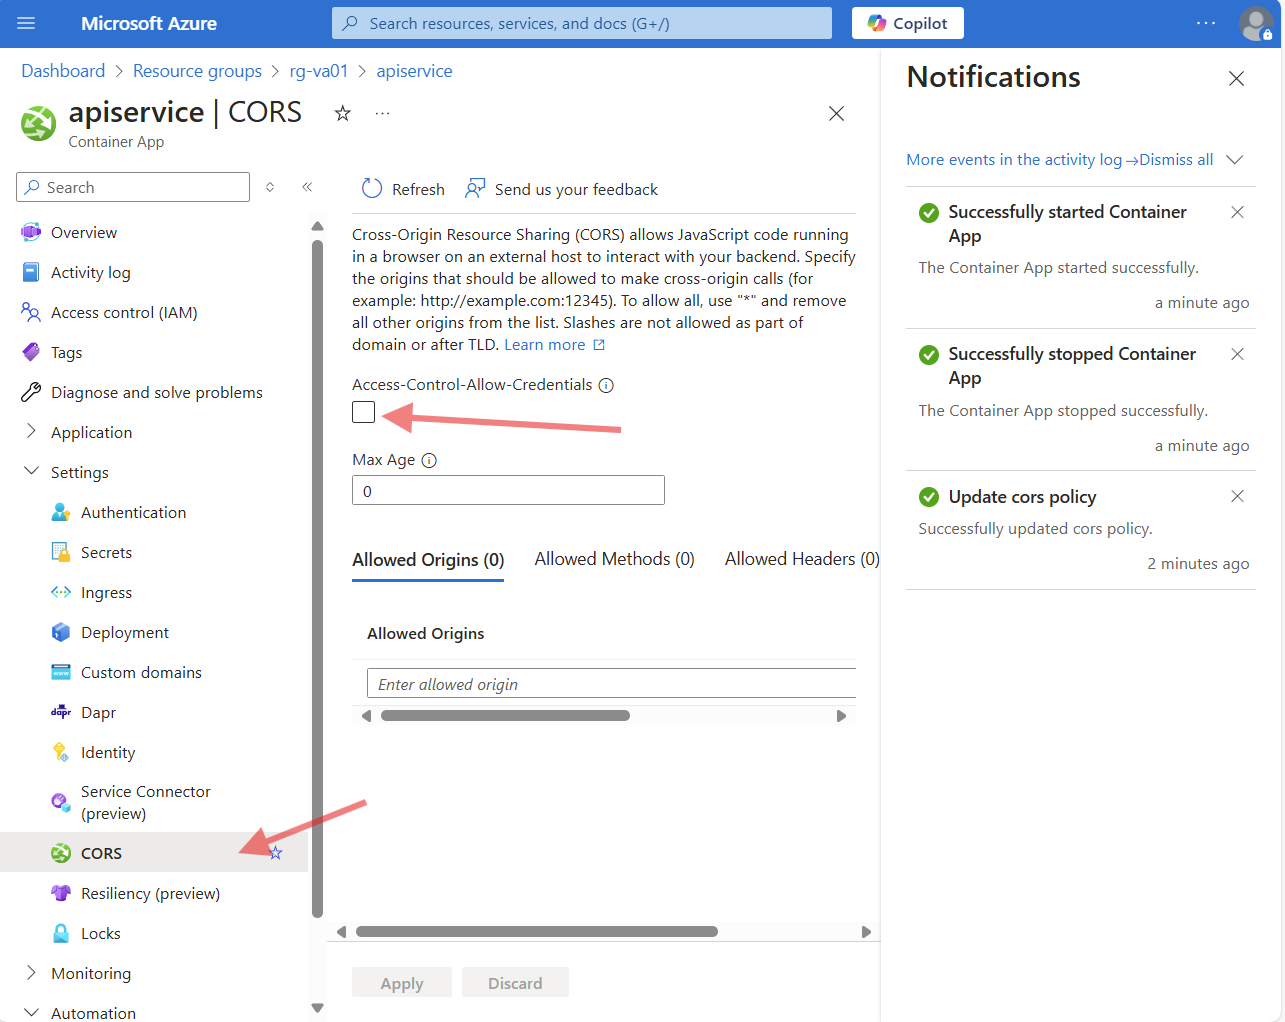 Microsoft Azure
Search resources, services, and docs (G+/)
Copilot
Dashboard > Resource groups > rg-va01 > apiservice
apiservice | CORS
Container App
Search
Overview
Activity log
Access control (IAM)
Tags
Diagnose and solve problems
Application
Settings
Authentication
Secrets
Ingress
Deployment
Custom domains
dapr Dapr
Identity
Service Connector
(preview)
CORS
Resiliency (preview)
Locks
Monitoring
Automation
Refresh
Send us your feedback
Cross-Origin Resource Sharing (CORS) allows JavaScript code running
in a browser on an external host to interact with your backend. Specify
the origins that should be allowed to make cross-origin calls (for
example: http://example.com:12345). To allow all, use "*" and remove
all other origins from the list. Slashes are not allowed as part of
domain or after TLD. Learn more
Access-Control-Allow-Credentials
Max Age
0
Allowed Origins (0)
Allowed Methods (0)
Allowed Headers (0)
Allowed Origins
Enter allowed origin
Apply
Discard
Notifications
More events in the activity log→
Dismiss all
Successfully started Container
App
The Container App started successfully.
a minute ago
Successfully stopped Container
App
The Container App stopped successfully.
a minute ago
Update cors policy
Successfully updated cors policy.
2 minutes ago